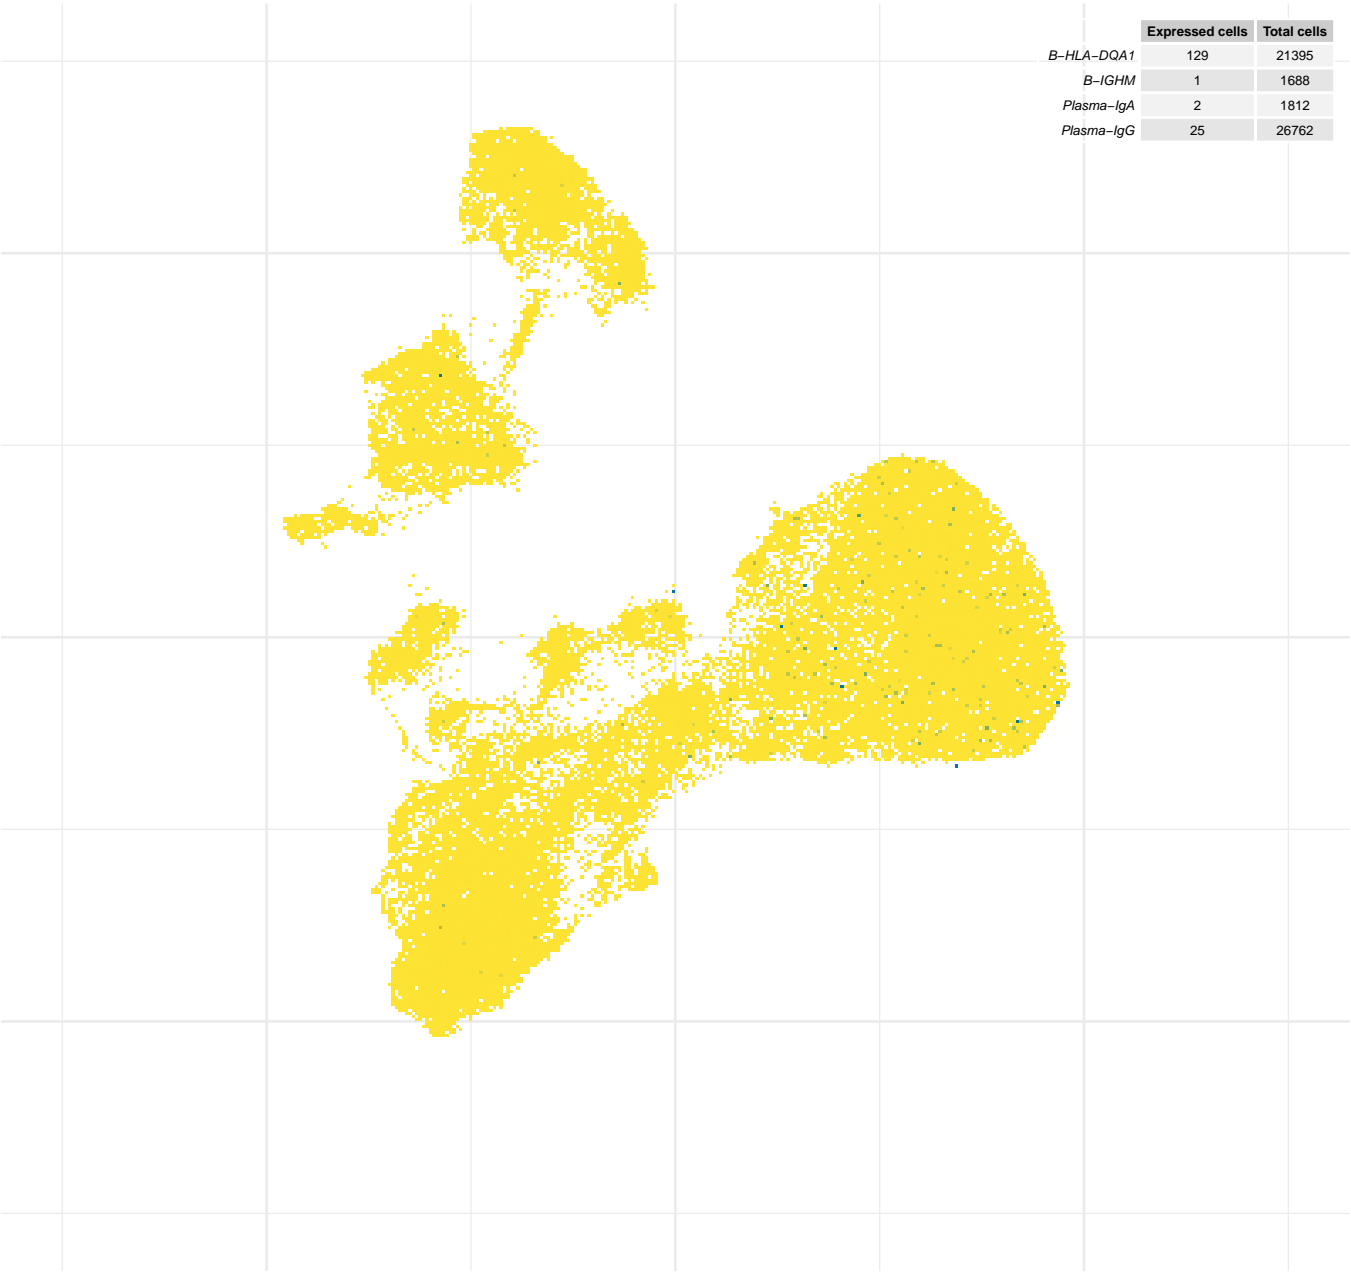 Expressed cells Total cells
B−HLA−DQA1 129 21395
B−IGHM 1 1688
Plasma−IgA 2 1812
Plasma−IgG 25 26762